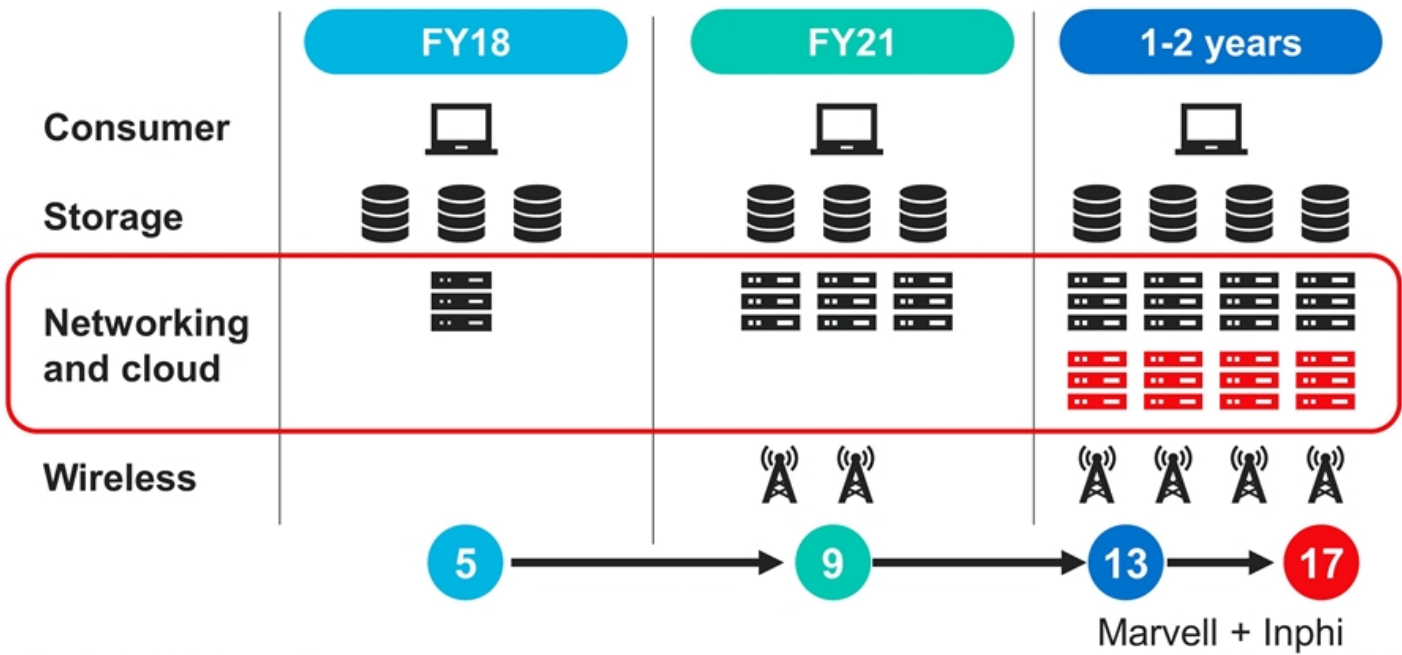 FY18
FY21
1-2 years
Consumer
Storage
Networking
and cloud
Wireless
5
9
13
17
Marvell + Inphi